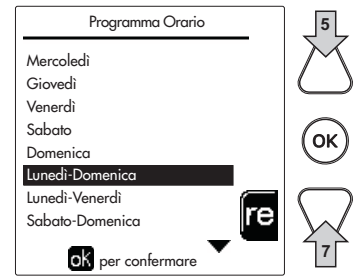 Programma Orario
5
Mercoledì
Giovedì
Venerdì
Sabato
Domenica
Lunedì-Domenica
Lunedì-Venerdì
Sabato-Domenica
re
ok per confermare
OK
7